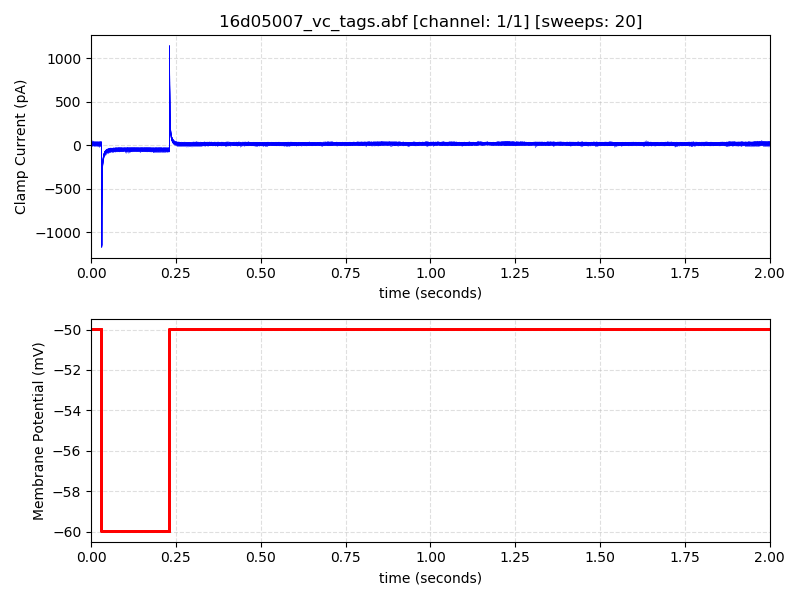 16d05007_vc_tags.abf [channel: 1/1] [sweeps: 20]
Clamp Current (pA)
1000
500
0
−500
−1000
0.00 0.25 0.50 0.75 1.00 1.25 1.50 1.75 2.00
time (seconds)
Membrane Potential (mV)
−50
−52
−54
−56
−58
−60
0.00 0.25 0.50 0.75 1.00 1.25 1.50 1.75 2.00
time (seconds)